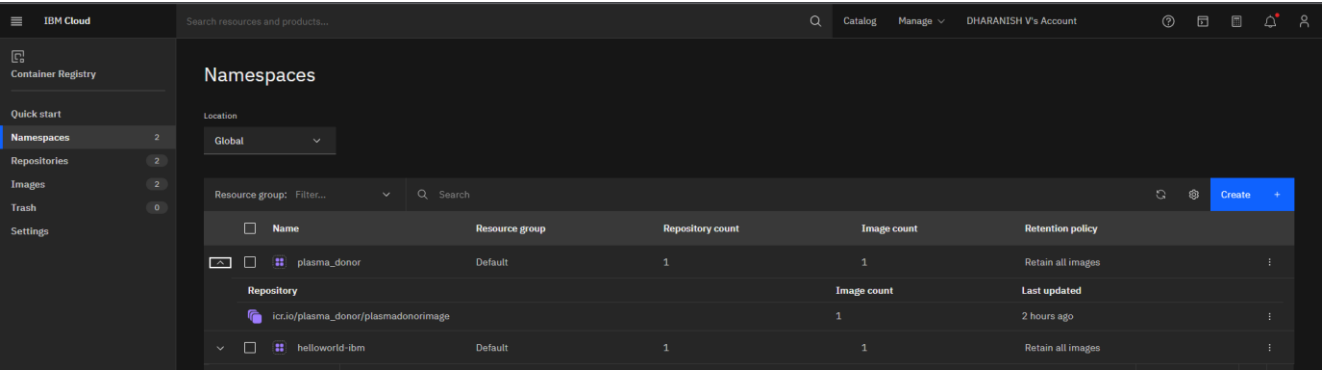 IBM Cloud
Search resources and products...
Catalog
Manage
DHARANISH V's Account
Container Registry
Quick start
Namespaces 2
Repositories 2
Images 2
Trash 0
Settings
Namespaces
Location
Global
Resource group: Filter...
Search
Create +
Name Resource group Repository count Image count Retention policy
plasma_donor Default 1 1 Retain all images
Repository Image count Last updated
icr.io/plasma_donor/plasmadonorimage 1 2 hours ago
helloworld-ibm Default 1 1 Retain all images